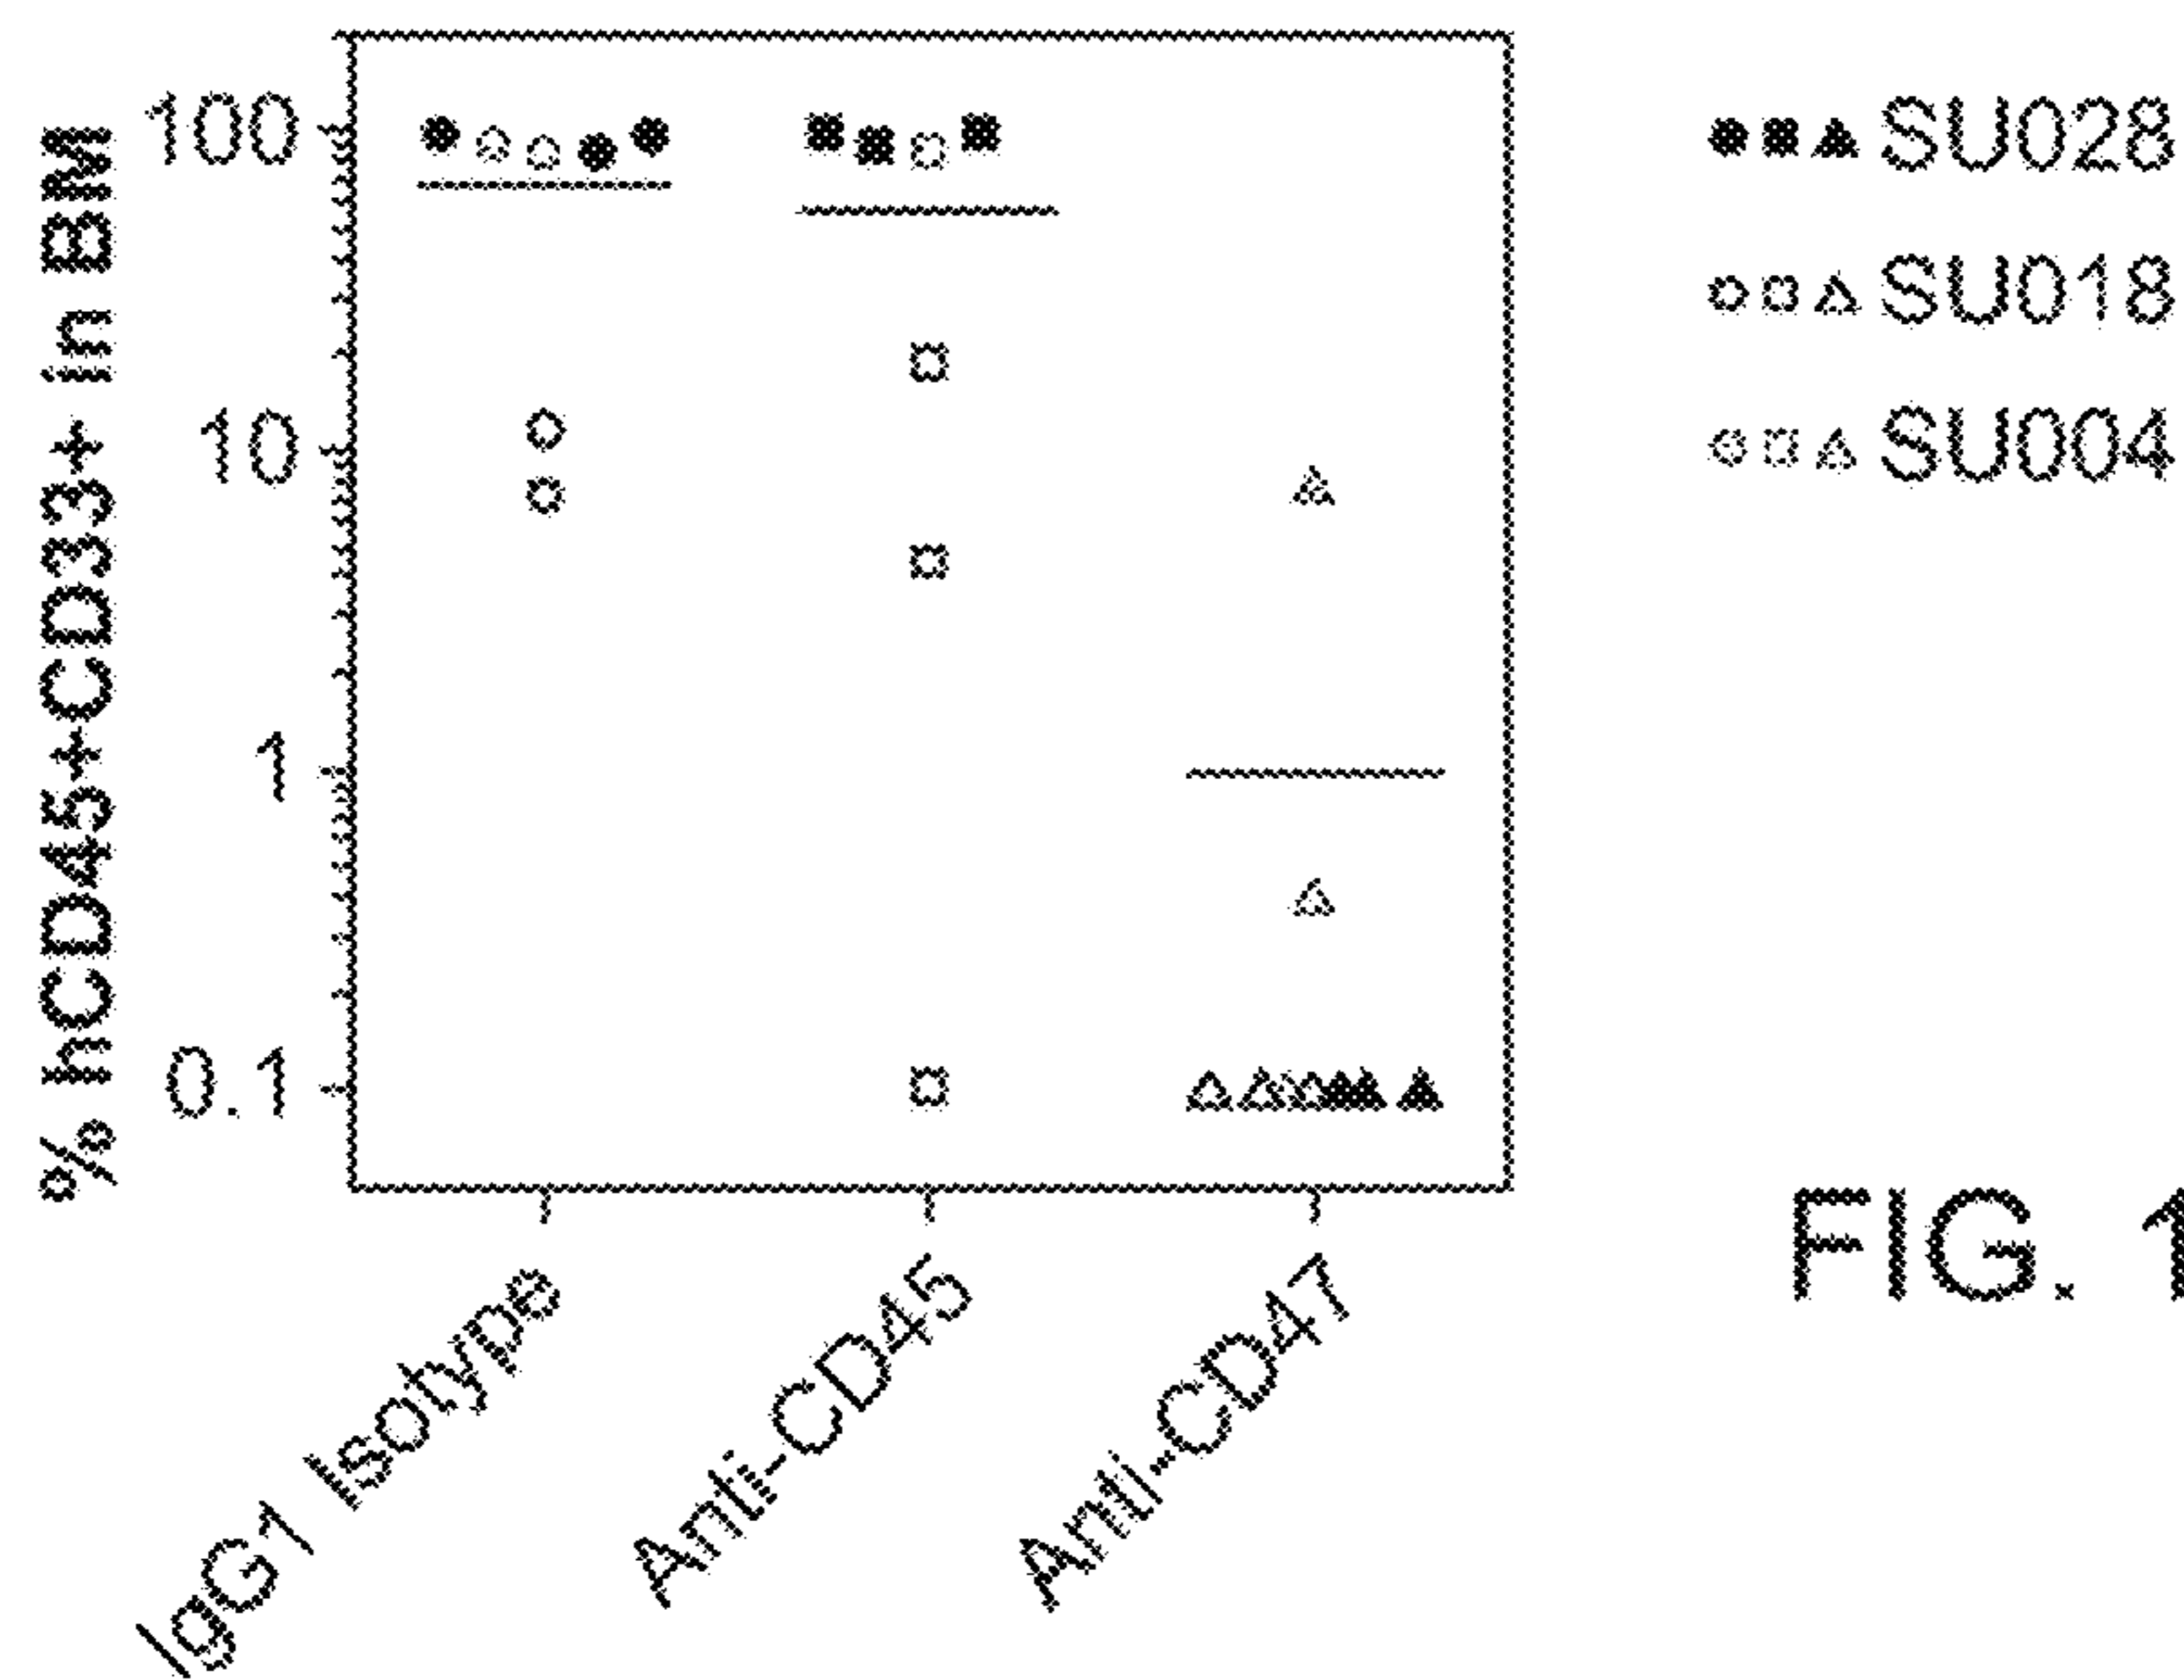 % hCD45+CD33+ in BM
100
10
1
0.1
IgG1 Isotype
Anti-CD45
Anti-CD47
SU028
SU018
SU004
FIG. 1